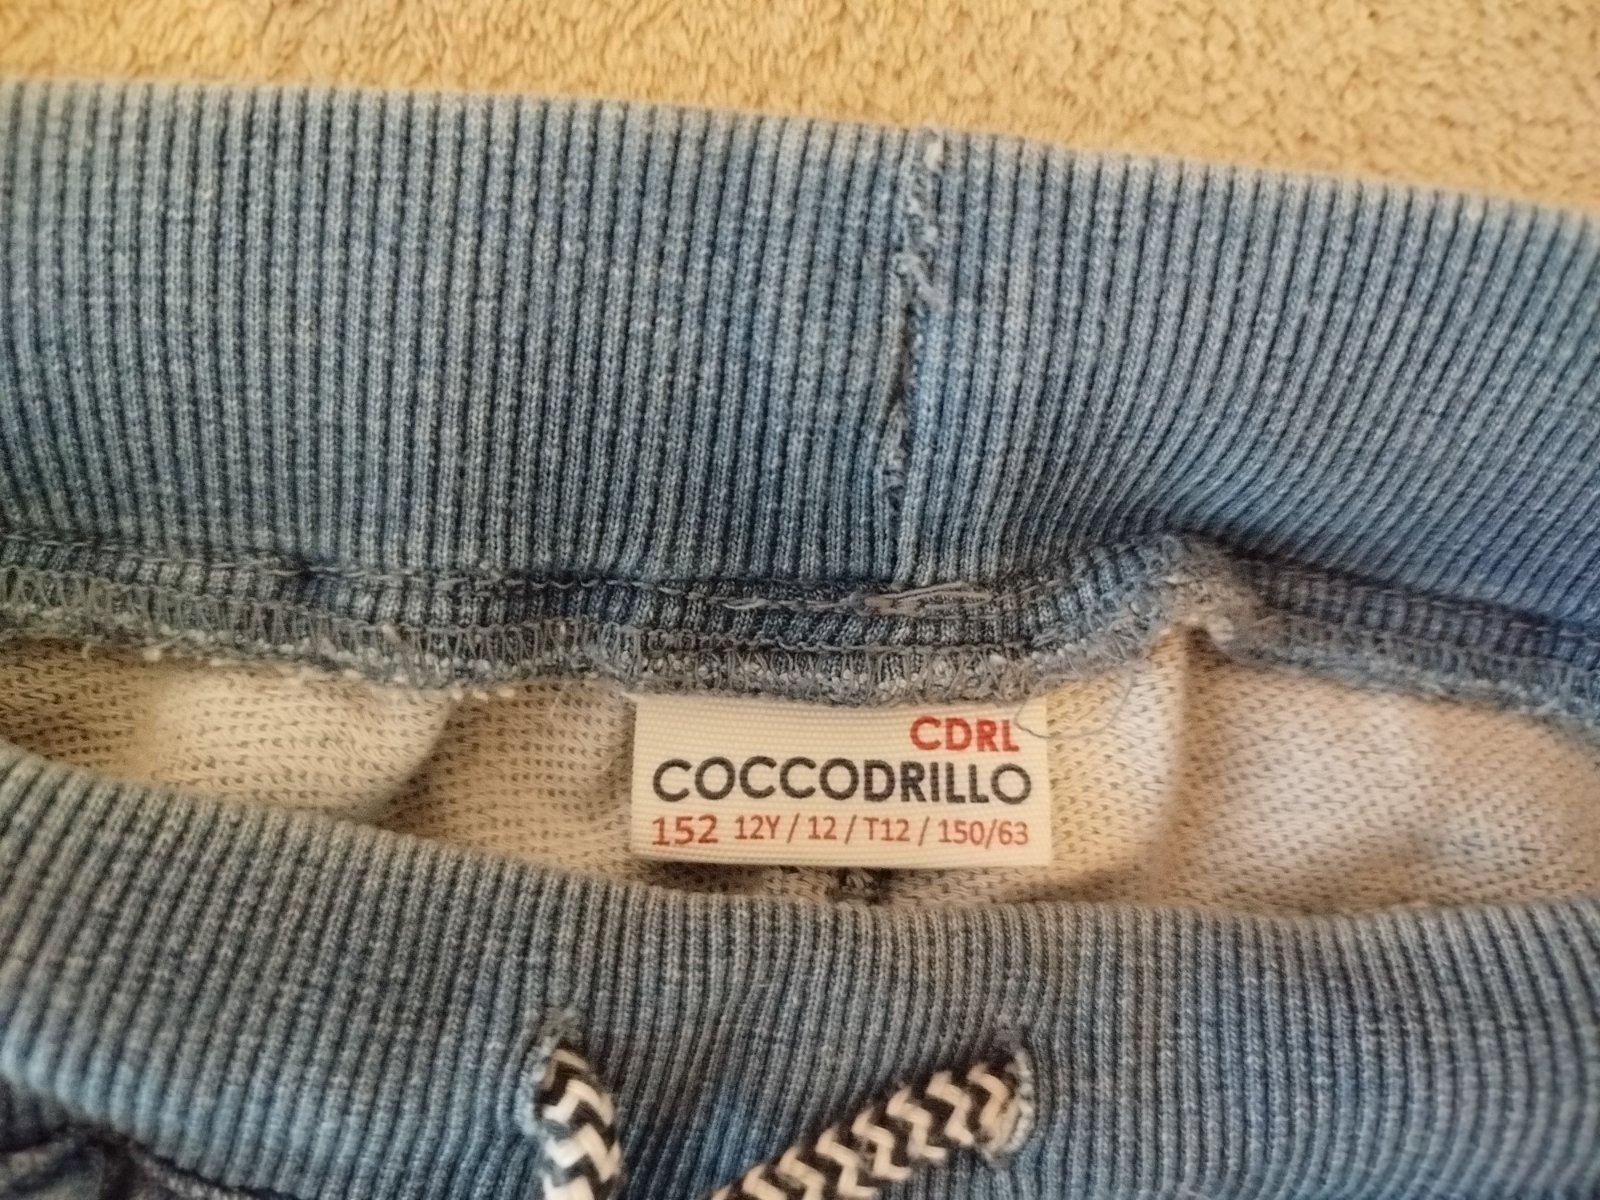 CDRL
COCCODRILLO
152 12Y / 12 / T12 / 150/63